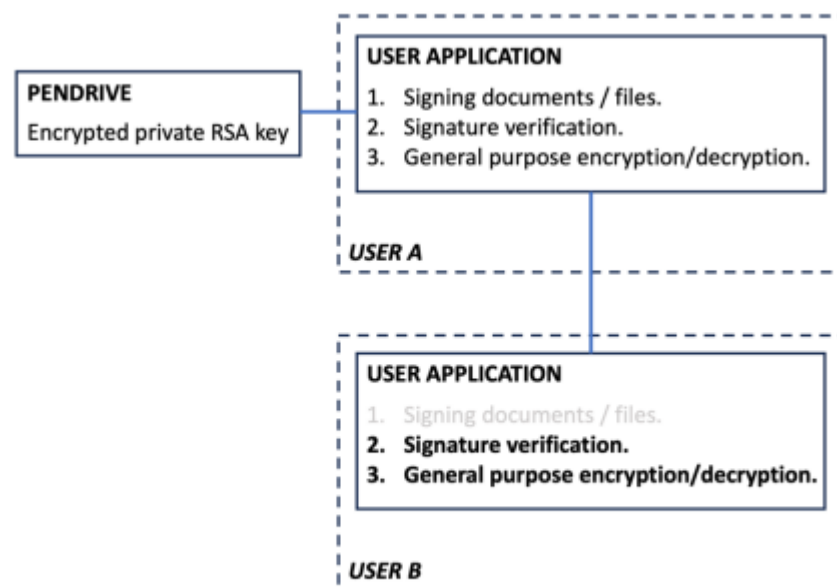 PENDRIVE
Encrypted private RSA key
USER APPLICATION
1. Signing documents / files.
2. Signature verification.
3. General purpose encryption/decryption.
USER A
USER APPLICATION
1. Signing documents / files.
2. Signature verification.
3. General purpose encryption/decryption.
USER B